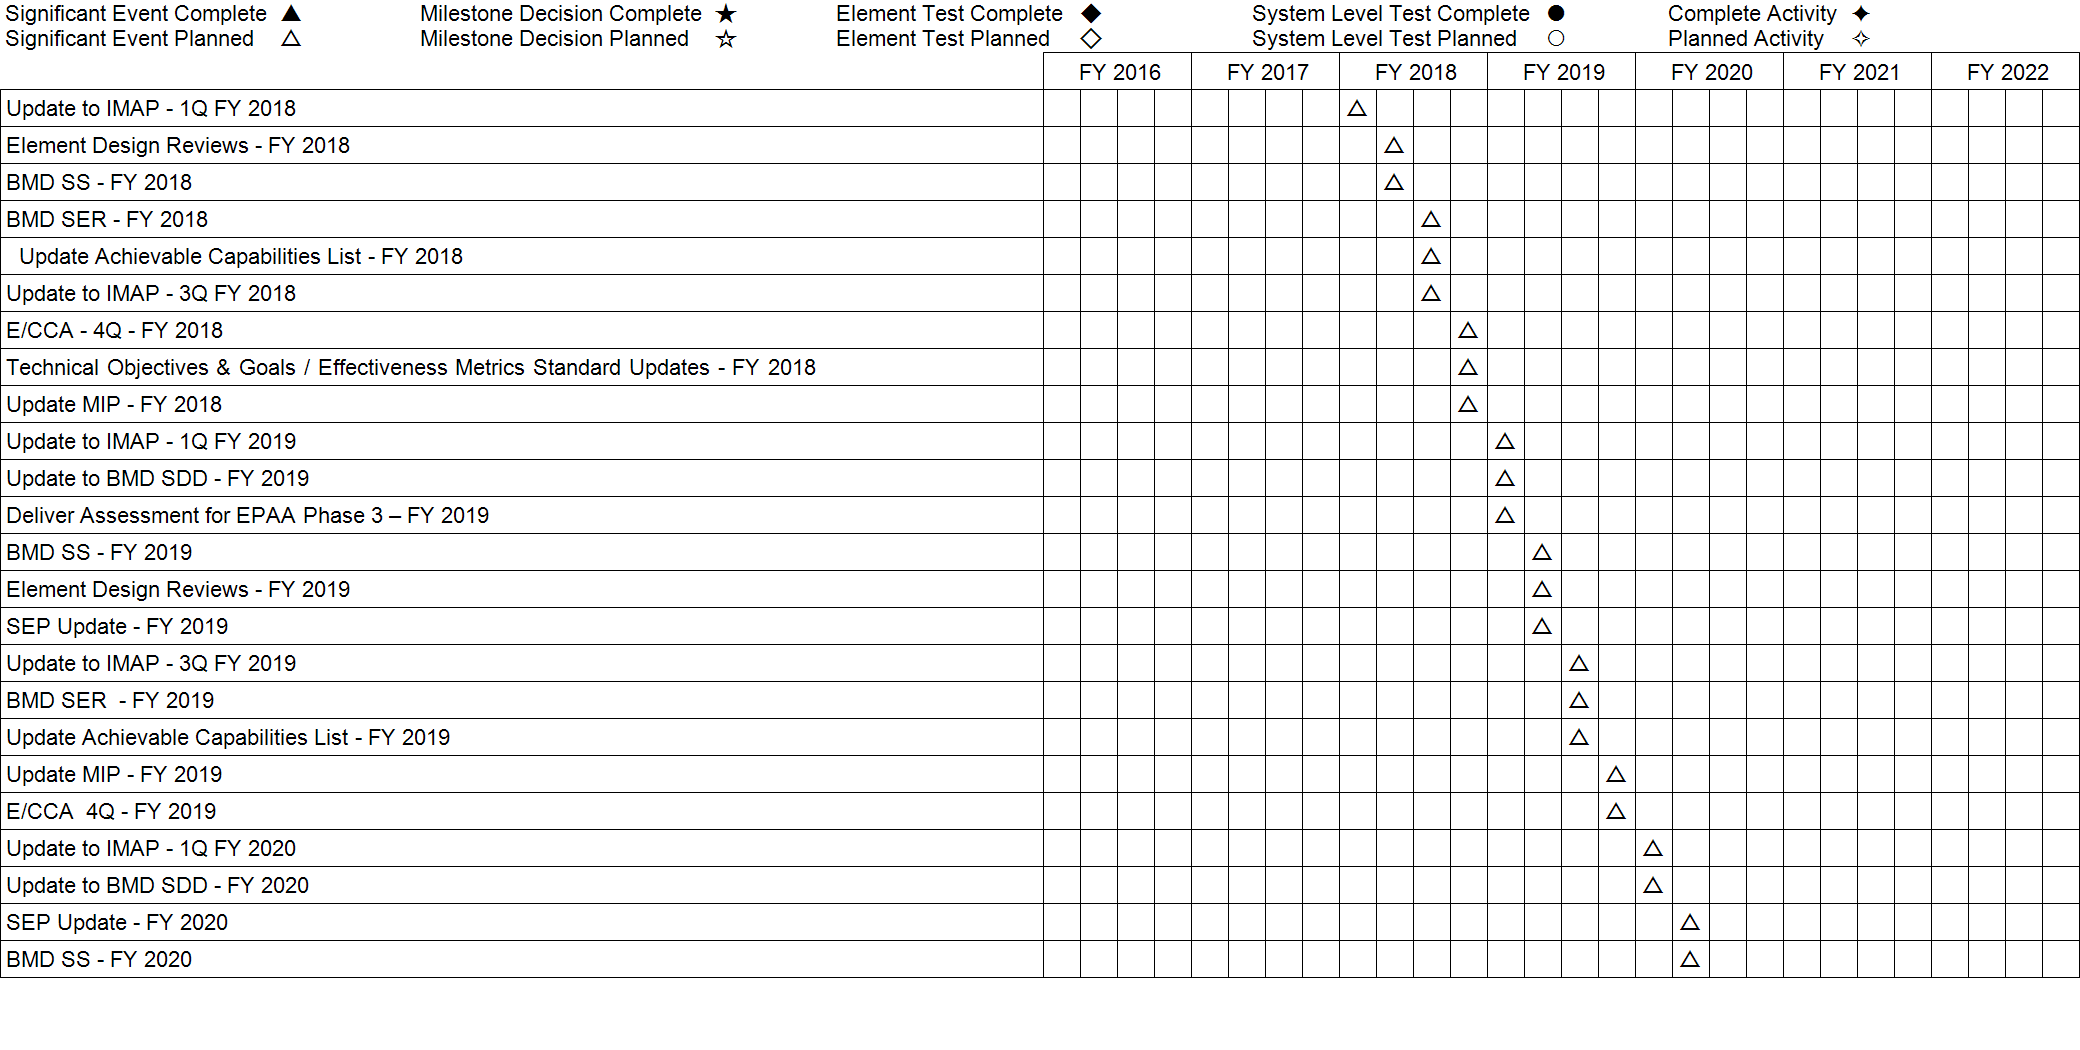 Significant Event Complete ▲ Milestone Decision Complete ★ Element Test Complete ◆ System Level Test Complete ● Complete Activity ✦
Significant Event Planned △ Milestone Decision Planned ☆ Element Test Planned ◇ System Level Test Planned ○ Planned Activity ✧
FY 2016 FY 2017 FY 2018 FY 2019 FY 2020 FY 2021 FY 2022
Update to IMAP - 1Q FY 2018 △
Element Design Reviews - FY 2018 △
BMD SS - FY 2018 △
BMD SER - FY 2018 △
Update Achievable Capabilities List - FY 2018 △
Update to IMAP - 3Q FY 2018 △
E/CCA - 4Q - FY 2018 △
Technical Objectives & Goals / Effectiveness Metrics Standard Updates - FY 2018 △
Update MIP - FY 2018 △
Update to IMAP - 1Q FY 2019 △
Update to BMD SDD - FY 2019 △
Deliver Assessment for EPAA Phase 3 – FY 2019 △
BMD SS - FY 2019 △
Element Design Reviews - FY 2019 △
SEP Update - FY 2019 △
Update to IMAP - 3Q FY 2019 △
BMD SER - FY 2019 △
Update Achievable Capabilities List - FY 2019 △
Update MIP - FY 2019 △
E/CCA 4Q - FY 2019 △
Update to IMAP - 1Q FY 2020 △
Update to BMD SDD - FY 2020 △
SEP Update - FY 2020 △
BMD SS - FY 2020 △